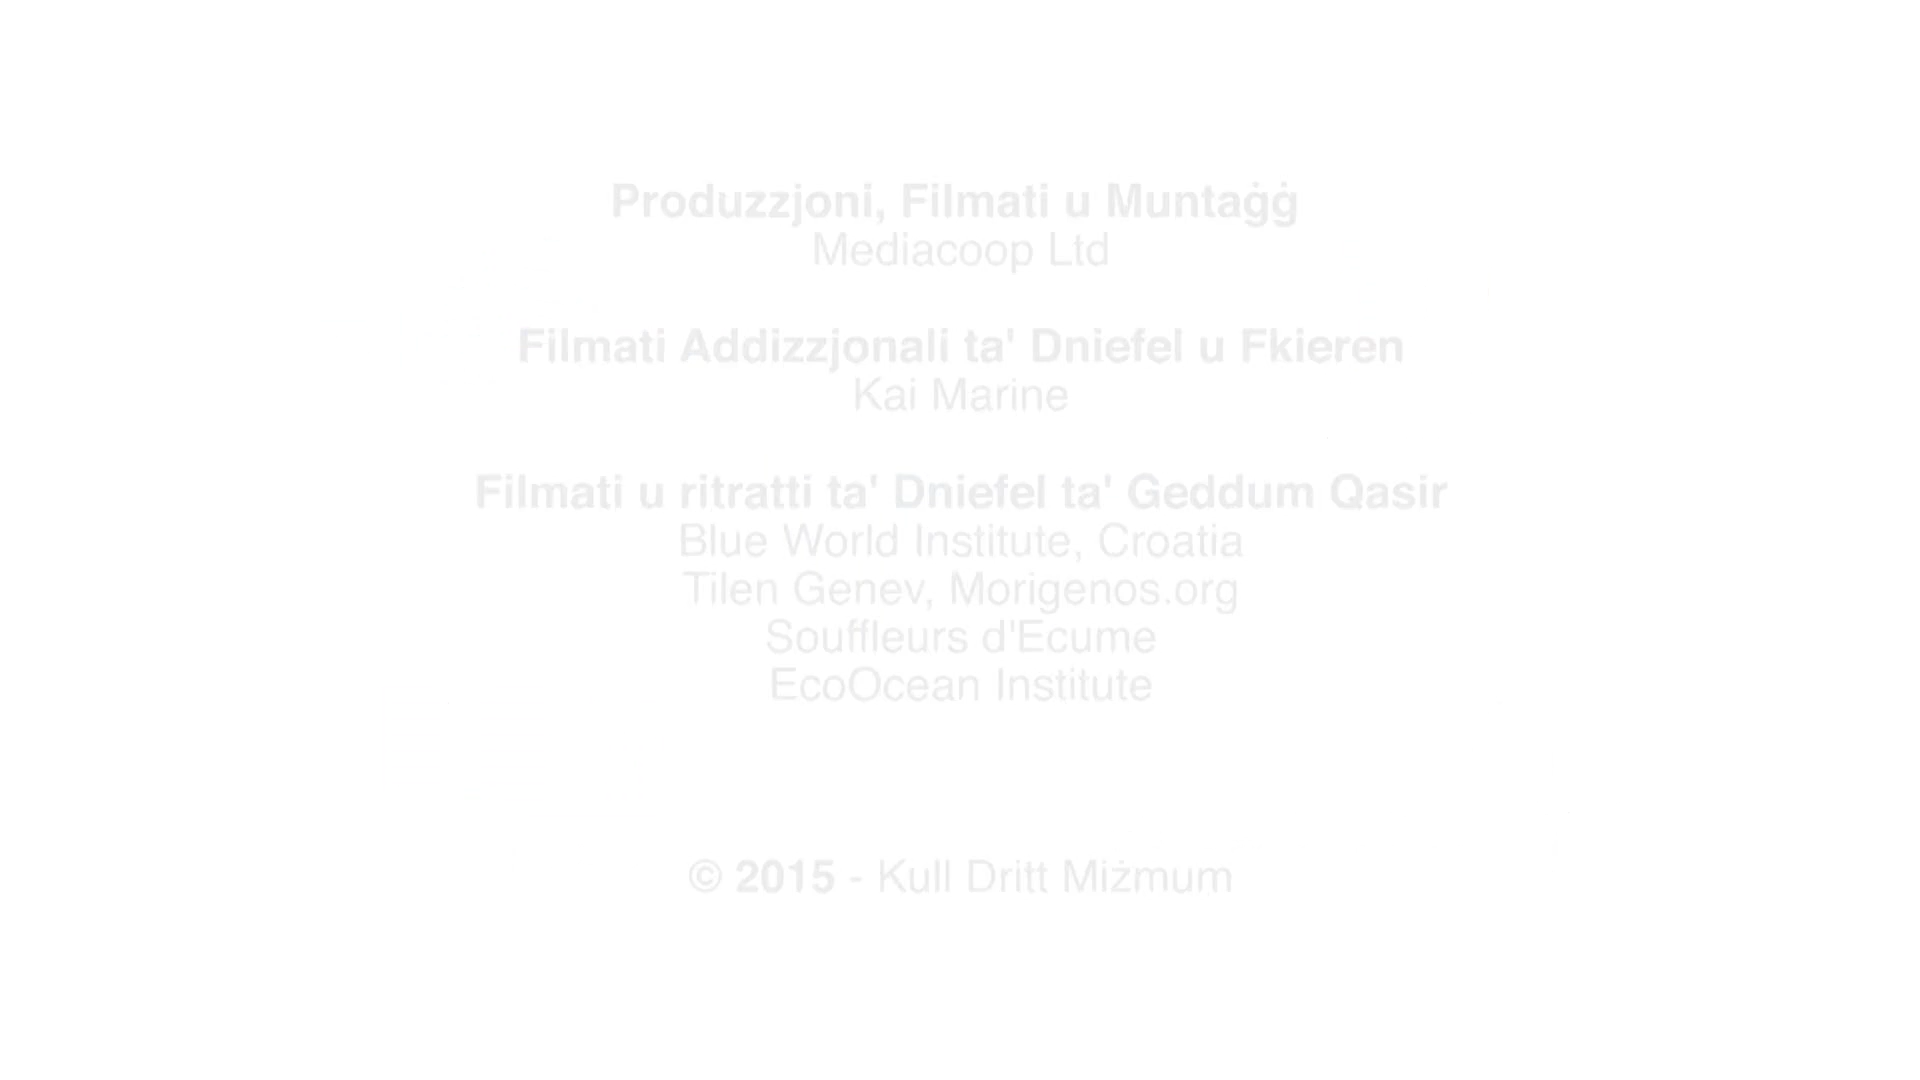 Produzzjoni, Filmati u Muntaġġ
Mediacoop Ltd
Filmati Addizzjonali ta' Dniefel u Fkieren
Kai Marine
Filmati u ritratti ta' Dniefel ta' Geddum Qasir
Blue World Institute, Croatia
Tilen Genev, Morigenos.org
Souffleurs d'Ecume
EcoOcean Institute
© 2015 - Kull Dritt Miżmum